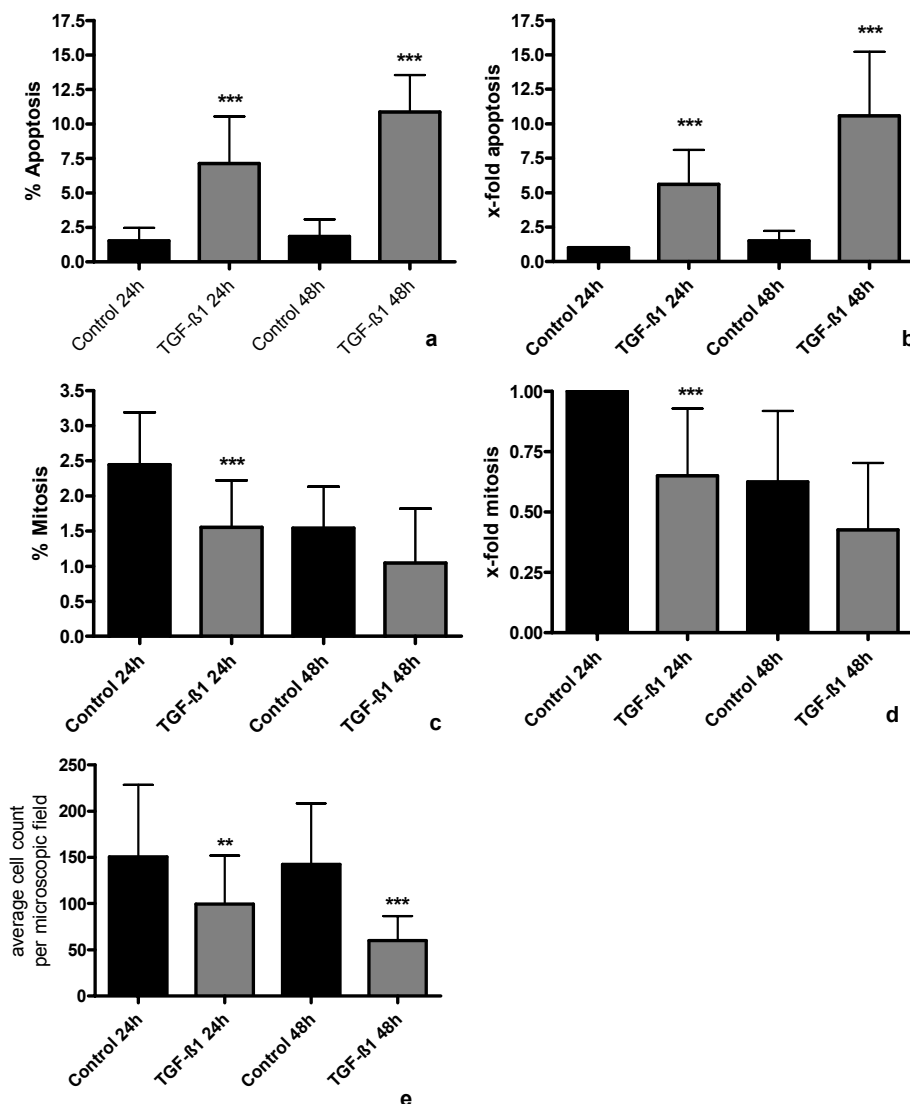 % Apoptosis
17.5
15.0
12.5
10.0
7.5
5.0
2.5
0.0
***
***
Control 24h
TGF-ß1 24h
Control 48h
TGF-ß1 48h
a
x-fold apoptosis
17.5
15.0
12.5
10.0
7.5
5.0
2.5
0.0
***
***
Control 24h
TGF-ß1 24h
Control 48h
TGF-ß1 48h
b
% Mitosis
3.5
3.0
2.5
2.0
1.5
1.0
0.5
0.0
***
Control 24h
TGF-ß1 24h
Control 48h
TGF-ß1 48h
c
x-fold mitosis
1.00
0.75
0.50
0.25
0.00
***
Control 24h
TGF-ß1 24h
Control 48h
TGF-ß1 48h
d
average cell count
per microscopic field
250
200
150
100
50
0
**
***
Control 24h
TGF-ß1 24h
Control 48h
TGF-ß1 48h
e